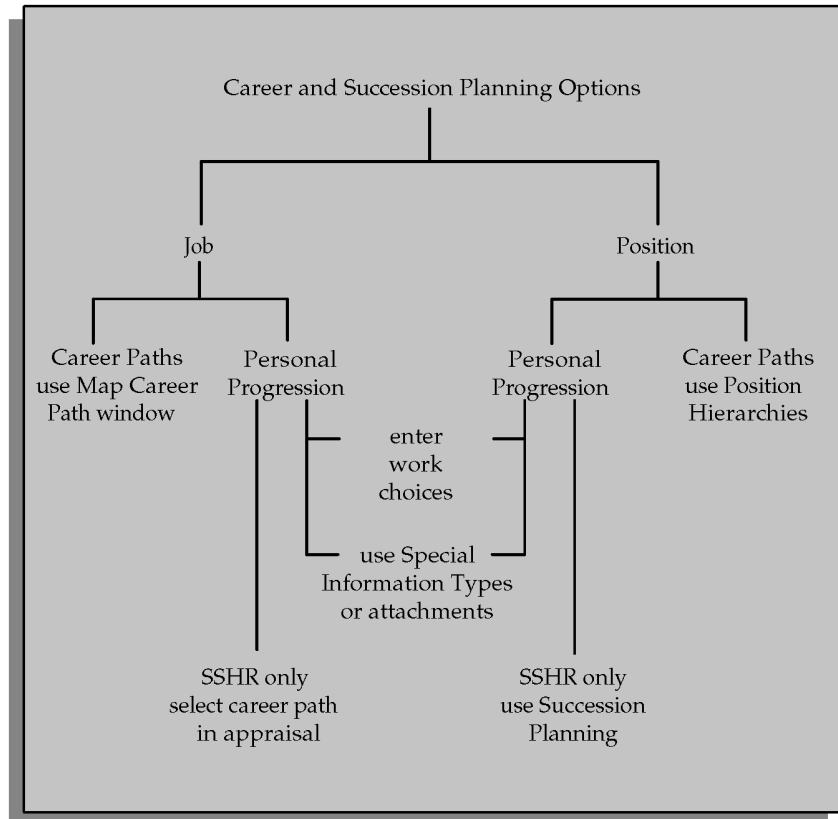 Career and Succession Planning Options
Job
Position
Career Paths
use Map Career
Path window
Personal
Progression
Personal
Progression
Career Paths
use Position
Hierarchies
enter
work
choices
use Special
Information Types
or attachments
SSHR only
select career path
in appraisal
SSHR only
use Succession
Planning